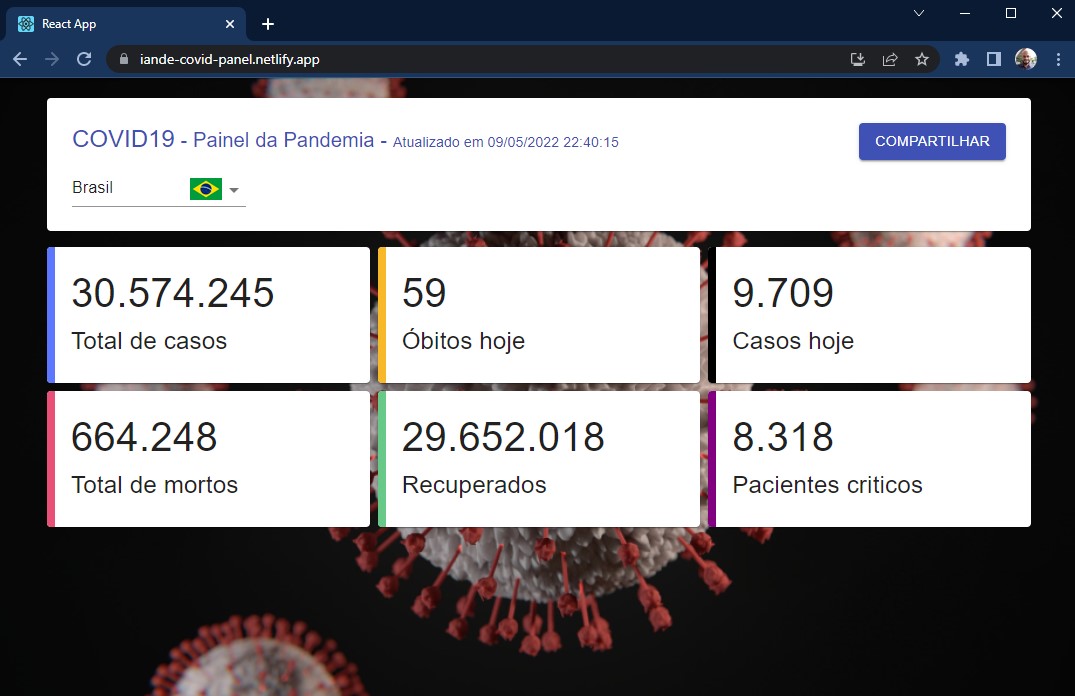 React App
iande-covid-panel.netlify.app
COVID19 - Painel da Pandemia - Atualizado em 09/05/2022 22:40:15
COMPARTILHAR
Brasil
30.574.245
Total de casos
59
Óbitos hoje
9.709
Casos hoje
664.248
Total de mortos
29.652.018
Recuperados
8.318
Pacientes criticos